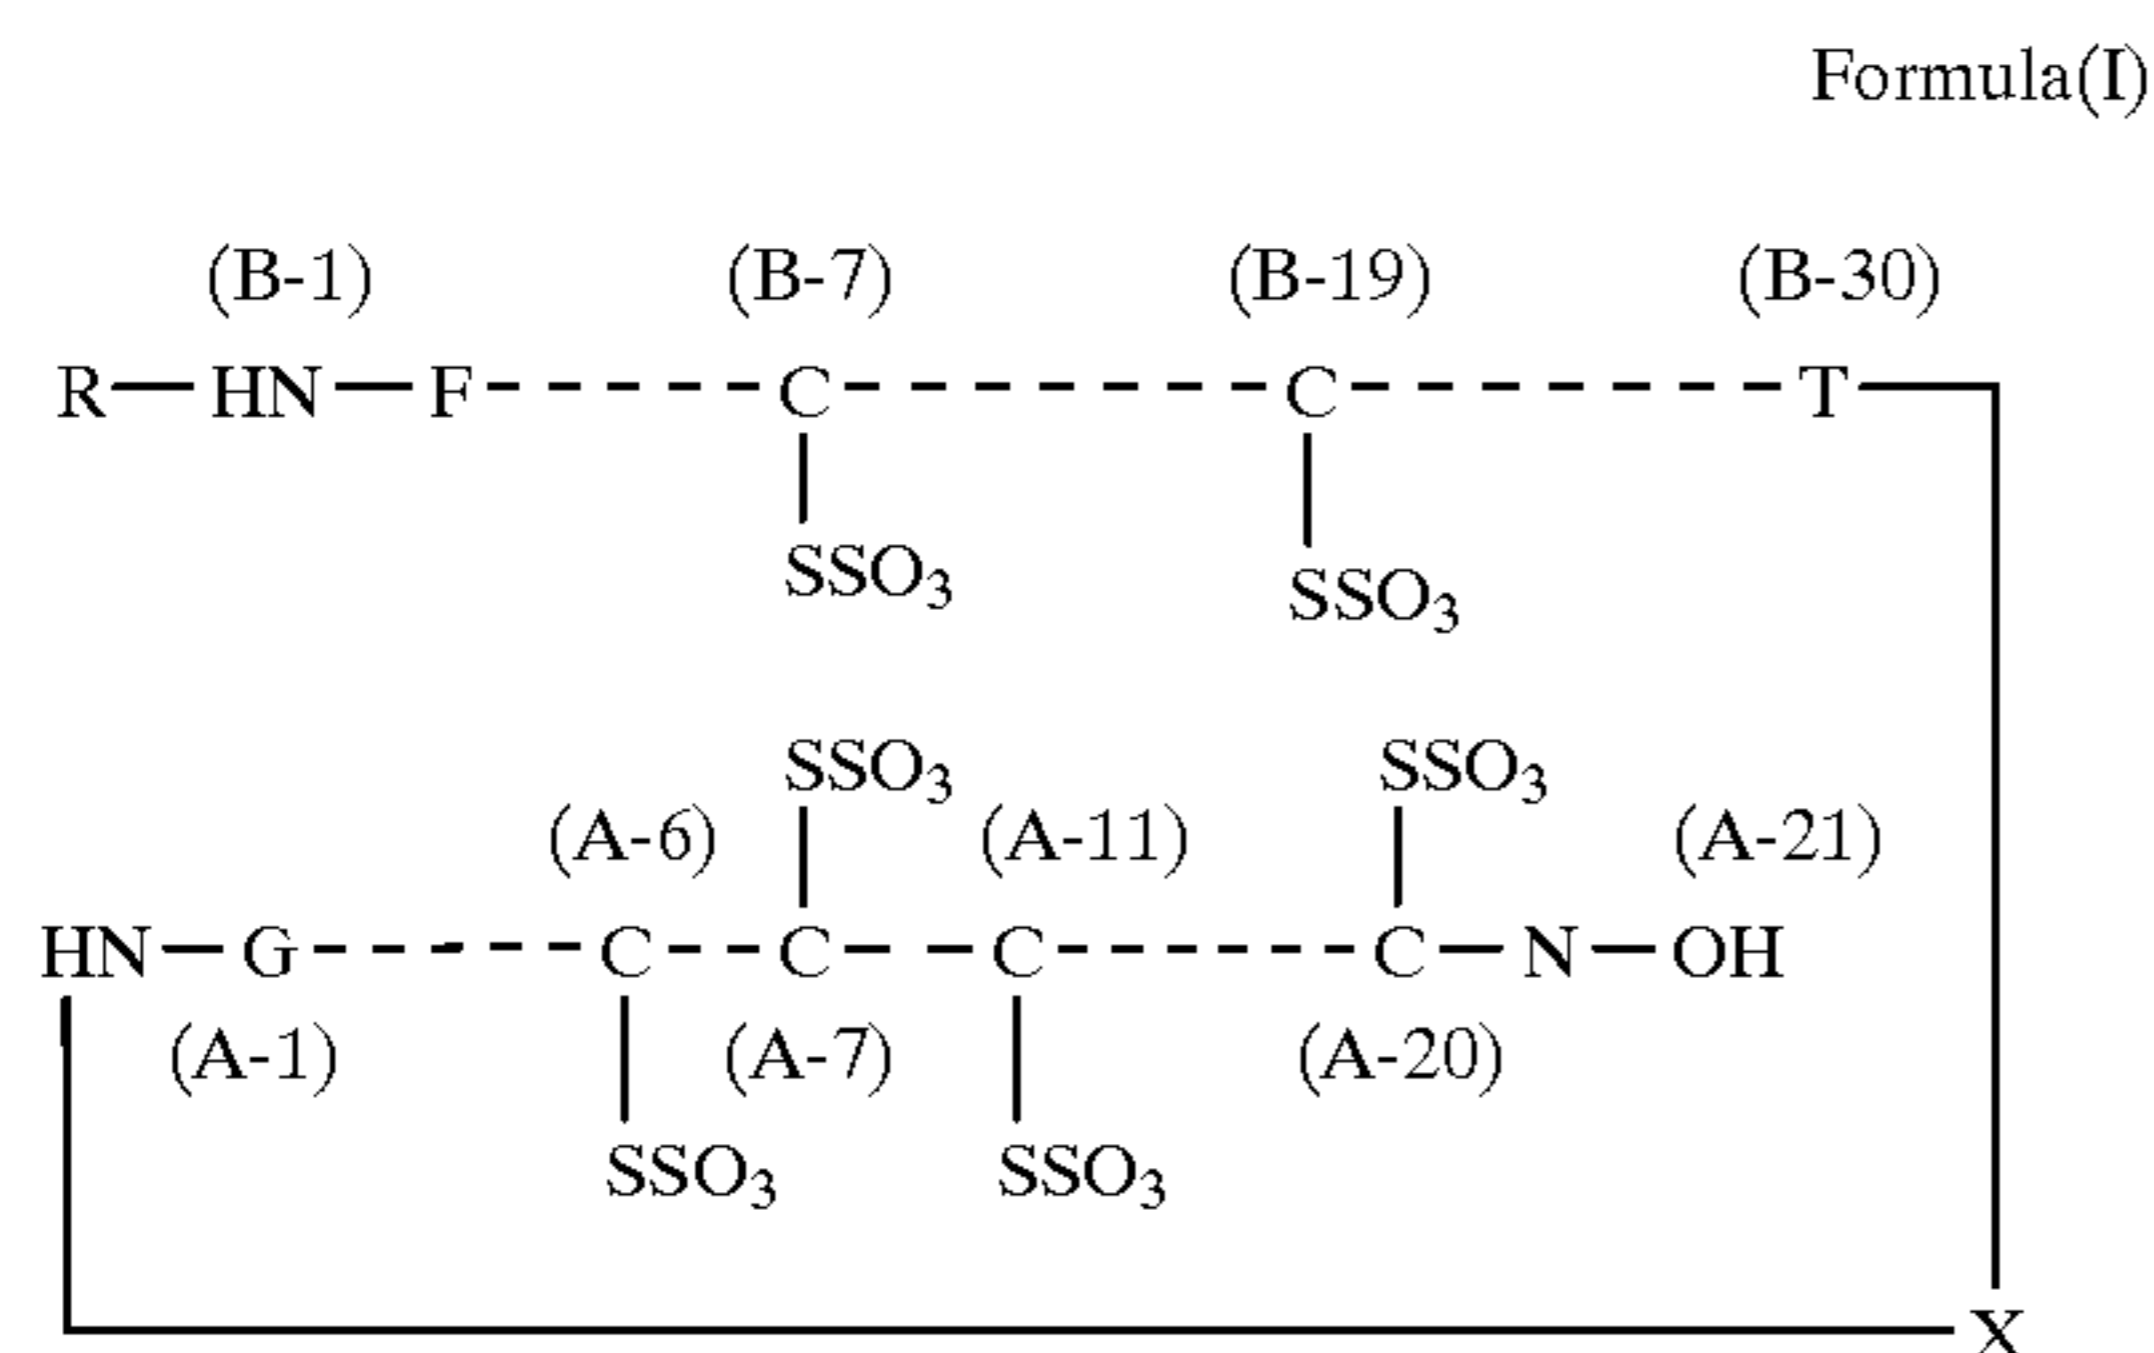 Formula(I)
(B-1) (B-7) (B-19) (B-30)
R—HN—F-----C-----C-----T
SSO₃ SSO₃
SSO₃ SSO₃
(A-6) (A-11) (A-21)
HN—G-----C---C---C-----C—N—OH
(A-1) (A-7) (A-20)
SSO₃ SSO₃
X